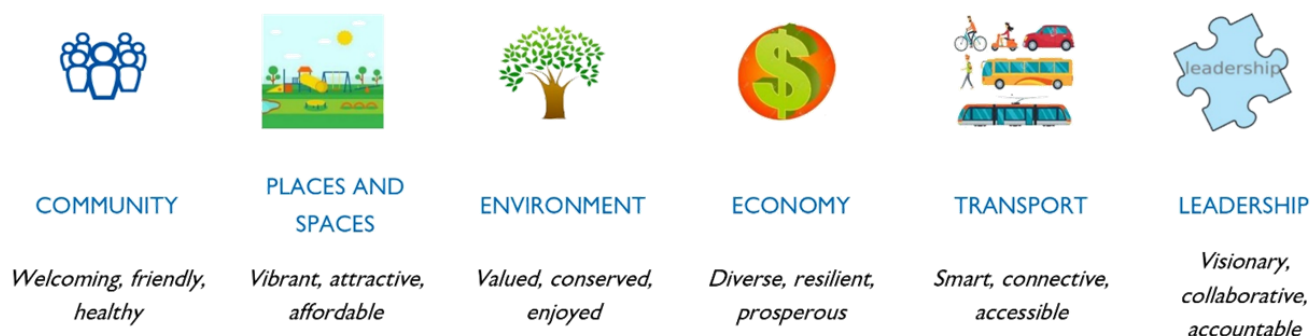 leadership
COMMUNITY
Welcoming, friendly,
healthy
PLACES AND
SPACES
Vibrant, attractive,
affordable
ENVIRONMENT
Valued, conserved,
enjoyed
ECONOMY
Diverse, resilient,
prosperous
TRANSPORT
Smart, connective,
accessible
LEADERSHIP
Visionary,
collaborative,
accountable